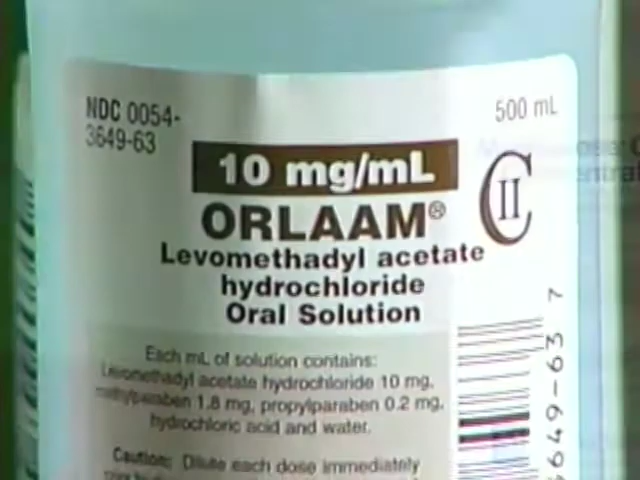 NDC 0054-
3649-63
500 mL
10 mg/mL
CII
ORLAAM®
Levomethadyl acetate
hydrochloride
Oral Solution
Each mL of solution contains:
Levomethadyl acetate hydrochloride 10 mg,
methylparaben 1.8 mg, propylparaben 0.2 mg,
hydrochloric acid and water.
Caution: Dilute each dose immediately
649-63 7